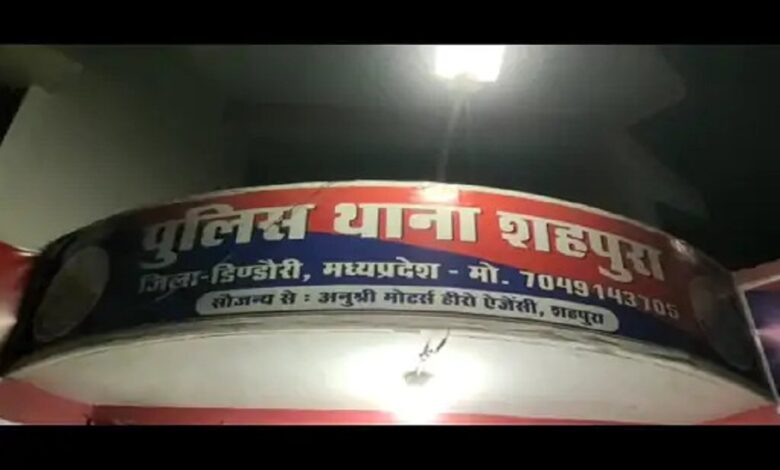 पुलिस थाना शहपुरा
जिला-डिण्डौरी, मध्यप्रदेश - मो. 7049143705
सौजन्य से : अनुश्री मोटर्स हीरो ऐजेंसी, शहपुरा